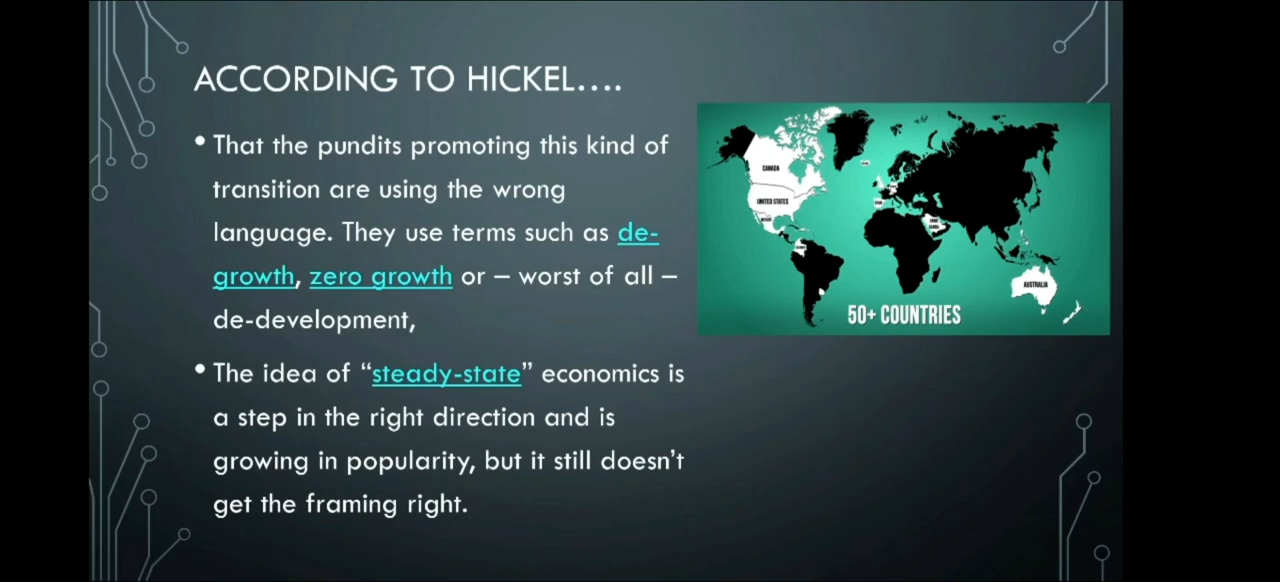 ACCORDING TO HICKEL....
• That the pundits promoting this kind of
transition are using the wrong
language. They use terms such as de-
growth, zero growth or – worst of all –
de-development,
• The idea of “steady-state” economics is
a step in the right direction and is
growing in popularity, but it still doesn’t
get the framing right.
CANADA
UNITED STATES
MEXICO
SPAIN
AUSTRALIA
50+ COUNTRIES